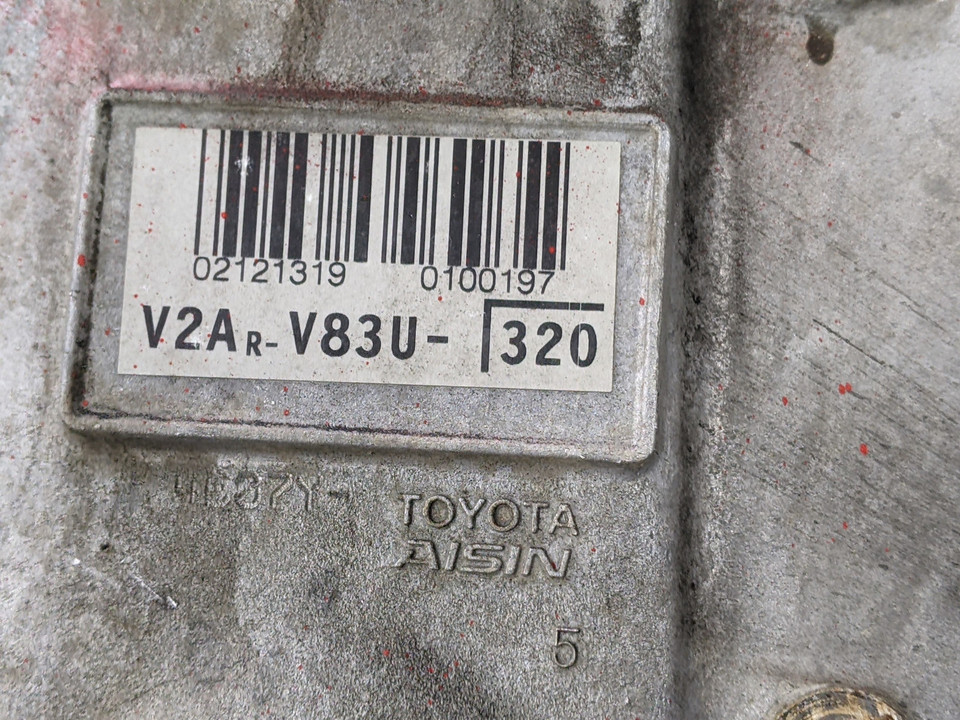 02121319 0100197
V2AR-V83U- 320
TOYOTA
AISIN
5